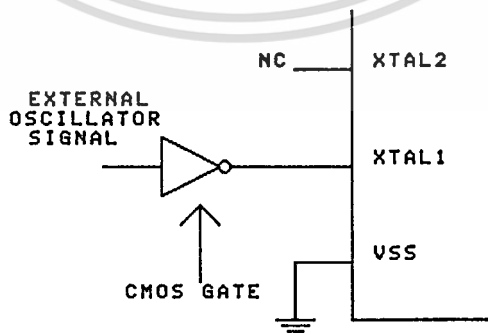 NC XTAL2
EXTERNAL
OSCILLATOR
SIGNAL
XTAL1
VSS
CMOS GATE